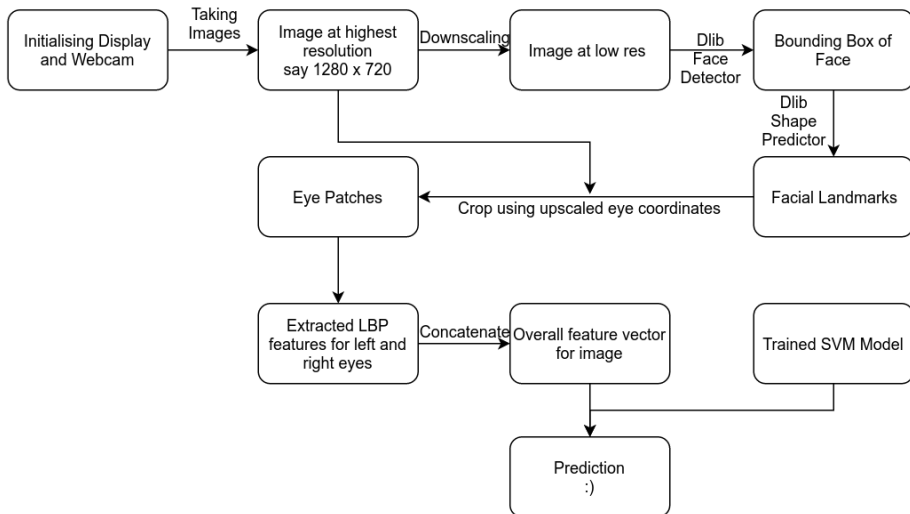 Initialising Display
and Webcam
Taking
Images
Image at highest
resolution
say 1280 x 720
Downscaling
Image at low res
Dlib
Face
Detector
Bounding Box of
Face
Dlib
Shape
Predictor
Facial Landmarks
Crop using upscaled eye coordinates
Eye Patches
Extracted LBP
features for left and
right eyes
Concatenate
Overall feature vector
for image
Trained SVM Model
Prediction
:)